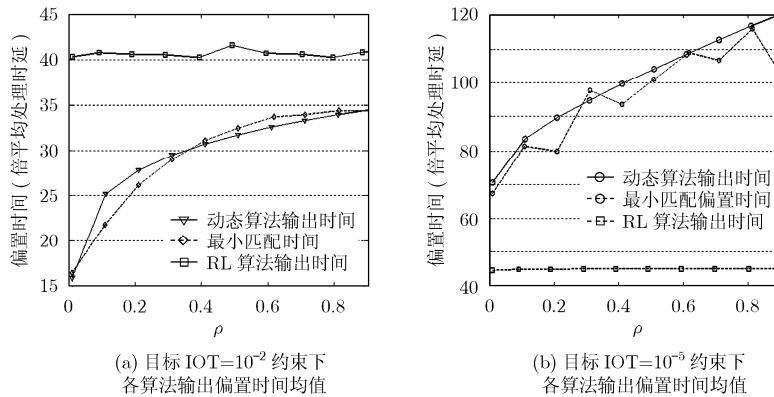 45
40
35
30
25
20
15
偏置时间(倍平均处理时延)
动态算法输出时间
最小匹配时间
RL 算法输出时间
0 0.2 0.4 0.6 0.8
ρ
(a) 目标 IOT=10⁻² 约束下
各算法输出偏置时间均值
120
100
80
60
40
偏置时间(倍平均处理时延)
动态算法输出时间
最小匹配偏置时间
RL 算法输出时间
0 0.2 0.4 0.6 0.8
ρ
(b) 目标 IOT=10⁻⁵ 约束下
各算法输出偏置时间均值